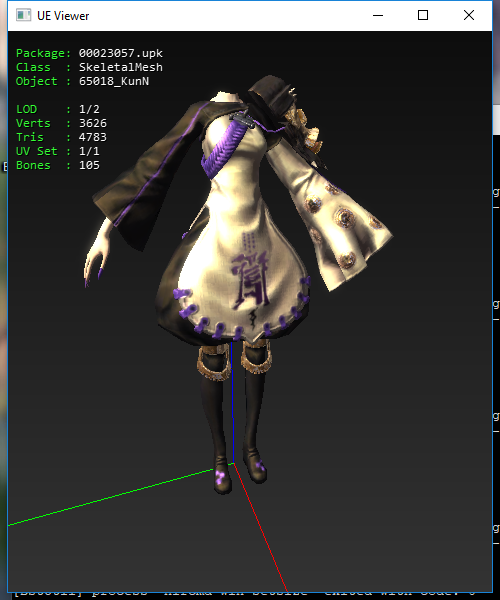 UE Viewer
Package: 00023057.upk
Class : SkeletalMesh
Object : 65018_KunN
LOD : 1/2
Verts : 3626
Tris : 4783
UV Set : 1/1
Bones : 105